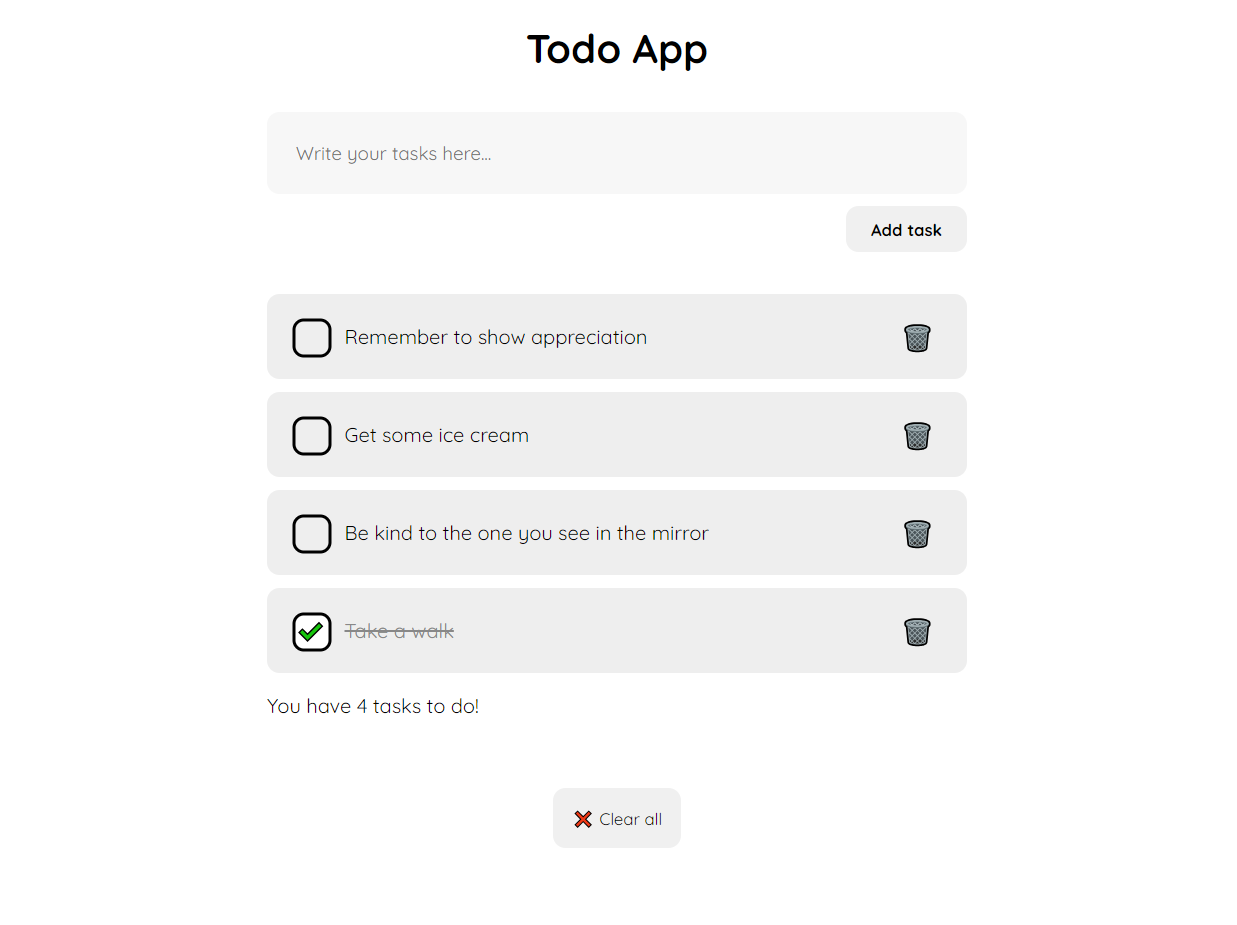 Todo App
Write your tasks here...
Add task
Remember to show appreciation
Get some ice cream
Be kind to the one you see in the mirror
Take a walk
You have 4 tasks to do!
Clear all